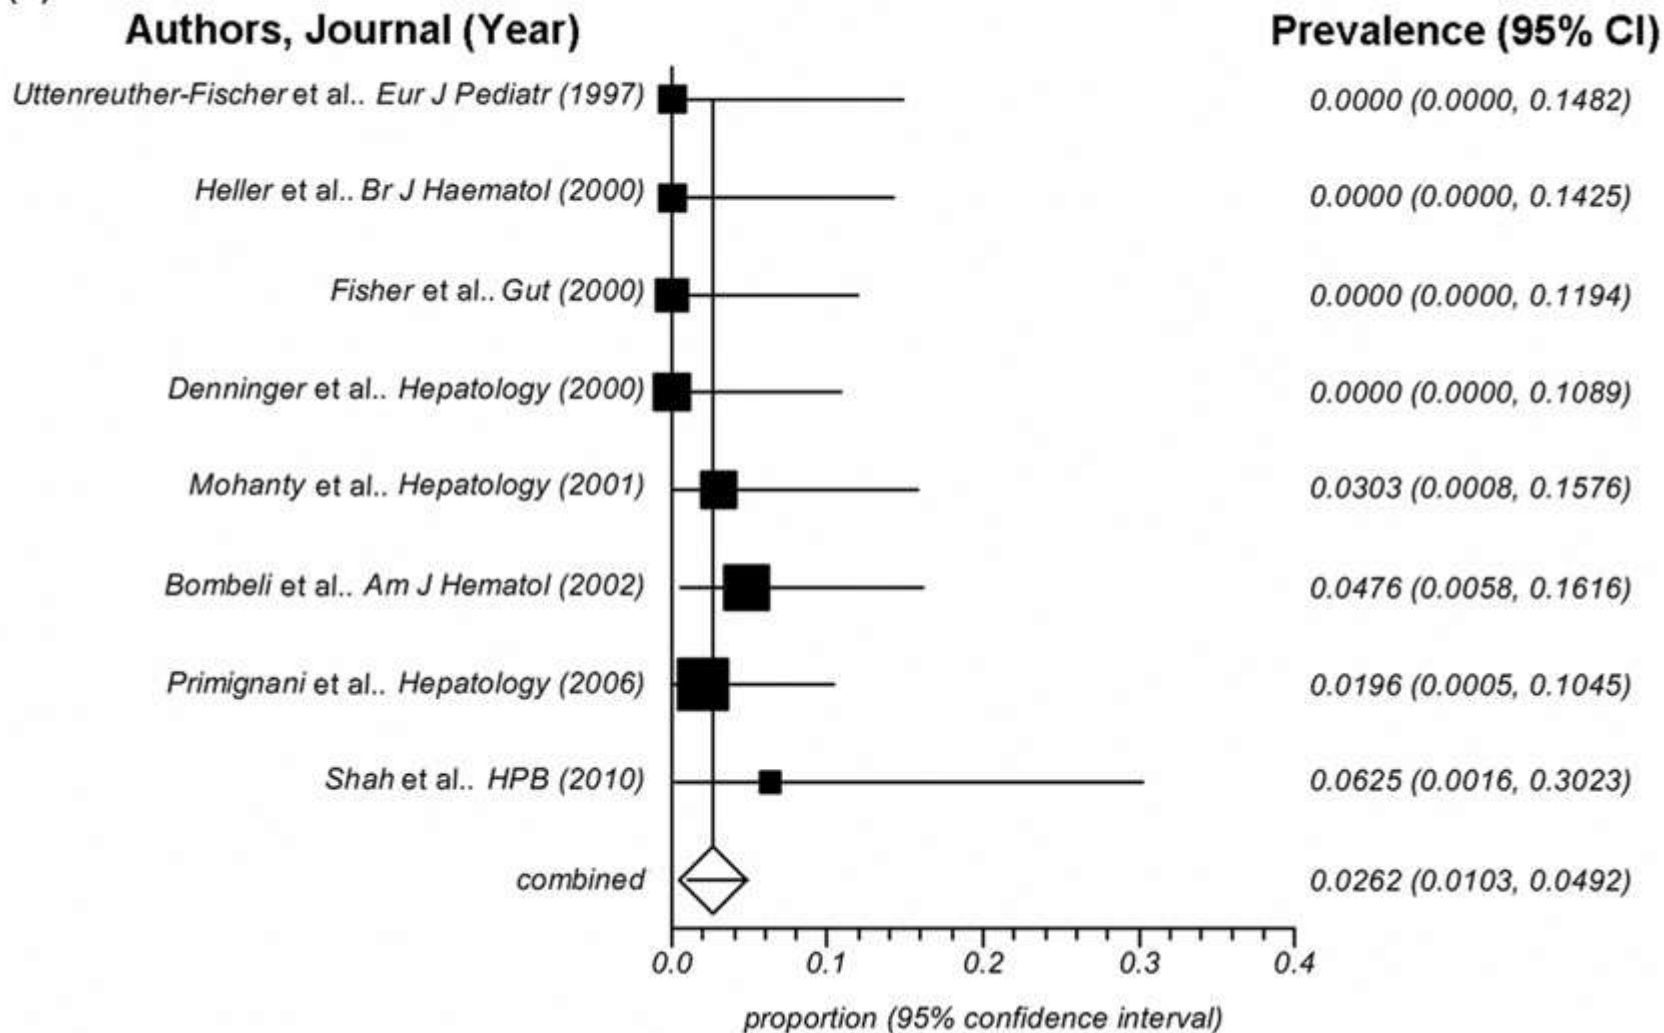 Authors, Journal (Year) Prevalence (95% CI)
Uttenreuther-Fischer et al.. Eur J Pediatr (1997) 0.0000 (0.0000, 0.1482)
Heller et al.. Br J Haematol (2000) 0.0000 (0.0000, 0.1425)
Fisher et al.. Gut (2000) 0.0000 (0.0000, 0.1194)
Denninger et al.. Hepatology (2000) 0.0000 (0.0000, 0.1089)
Mohanty et al.. Hepatology (2001) 0.0303 (0.0008, 0.1576)
Bombeli et al.. Am J Hematol (2002) 0.0476 (0.0058, 0.1616)
Primignani et al.. Hepatology (2006) 0.0196 (0.0005, 0.1045)
Shah et al.. HPB (2010) 0.0625 (0.0016, 0.3023)
combined 0.0262 (0.0103, 0.0492)
0.0 0.1 0.2 0.3 0.4
proportion (95% confidence interval)